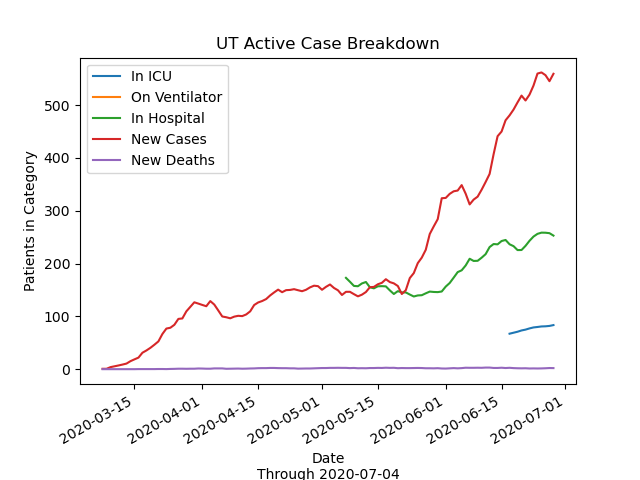 UT Active Case Breakdown
In ICU
On Ventilator
In Hospital
New Cases
New Deaths
Patients in Category
500
400
300
200
100
0
2020-03-15
2020-04-01
2020-04-15
2020-05-01
2020-05-15
2020-06-01
2020-06-15
2020-07-01
Date
Through 2020-07-04